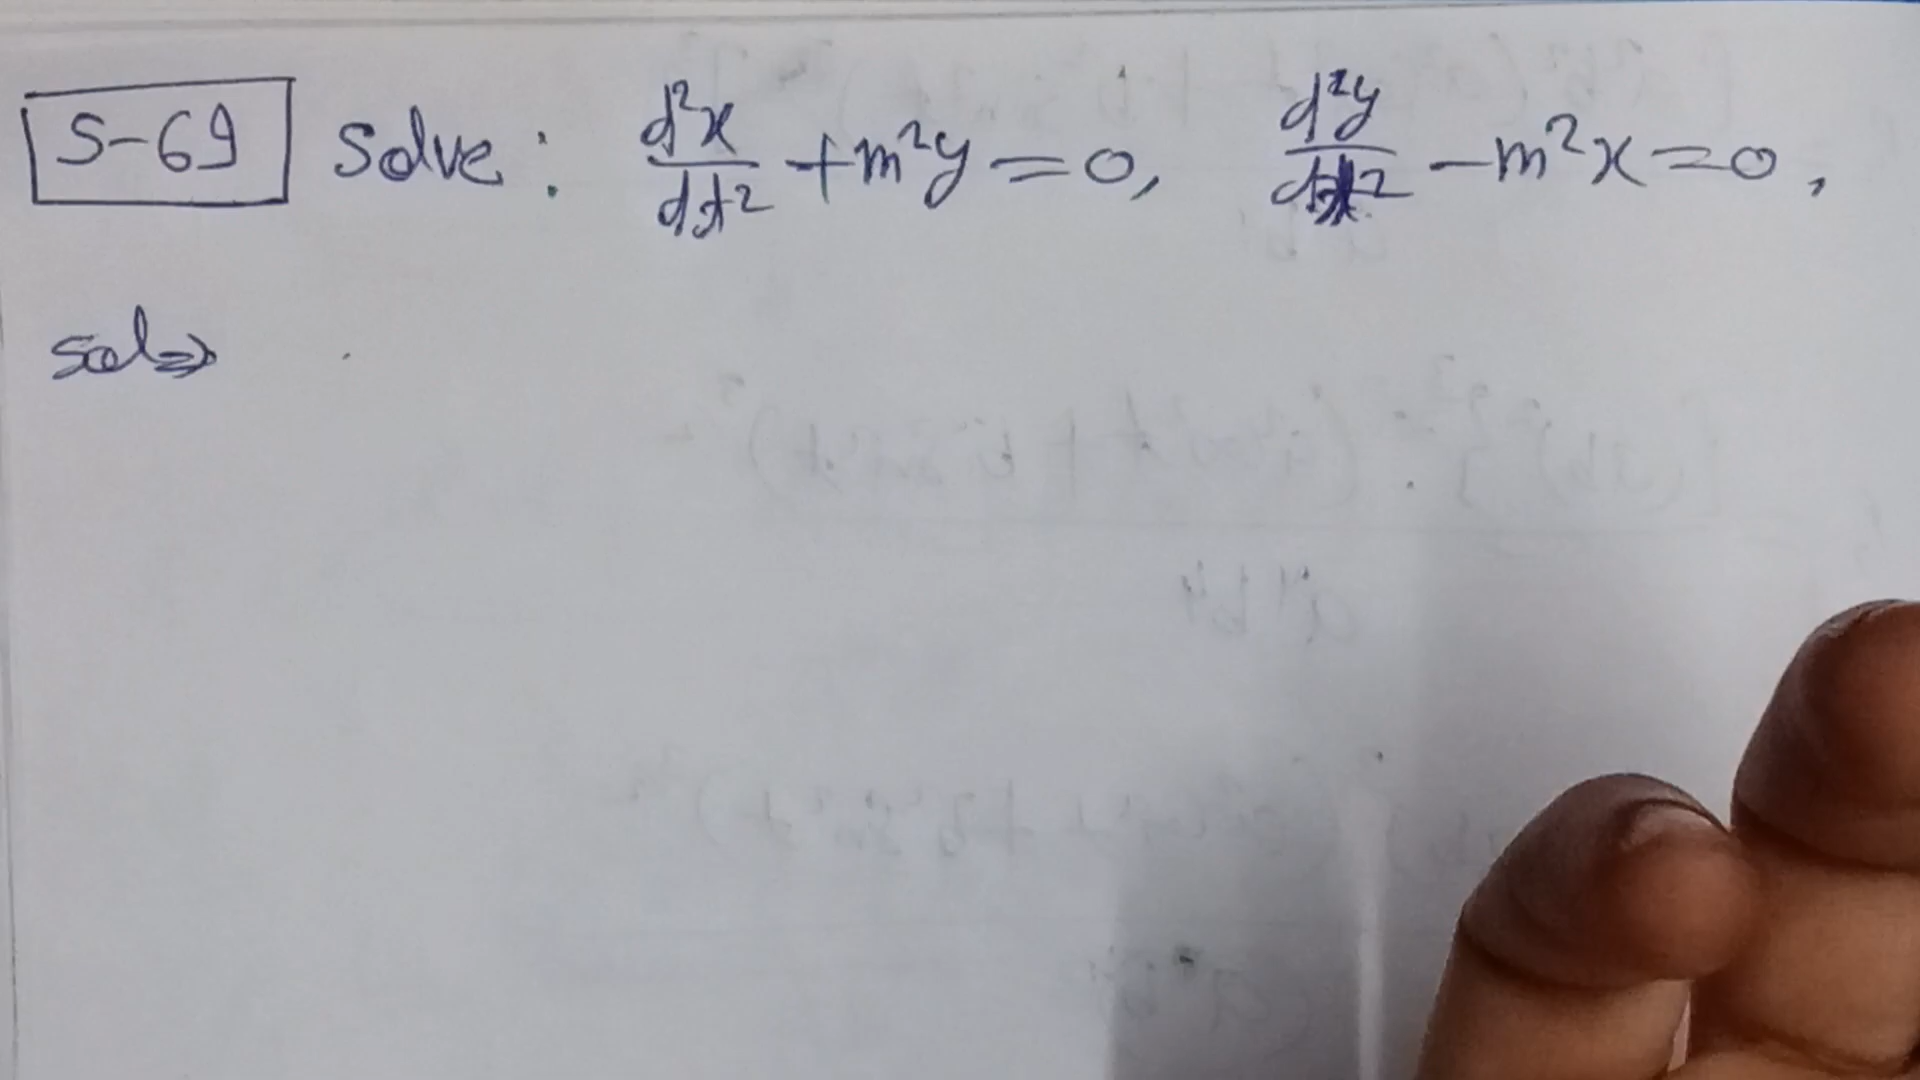 S-69 Solve: d²x/dt² + m²y = 0, d²y/dt² - m²x = 0,
sol⇒